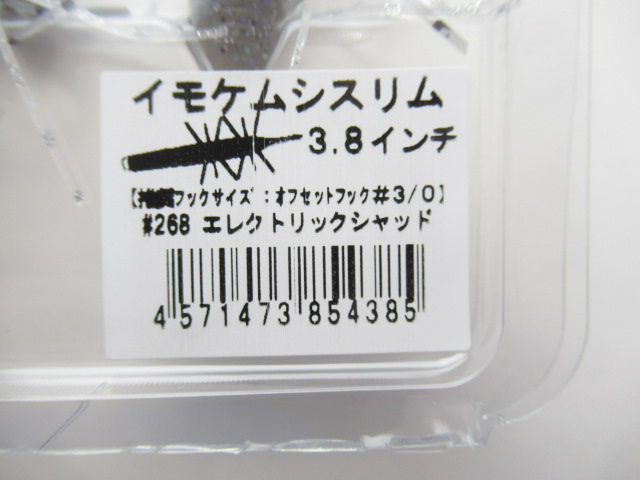 イモケムシスリム
3.8インチ
【推奨フックサイズ：オフセットフック#3/0】
#268 エレクトリックシャッド
4571473854385